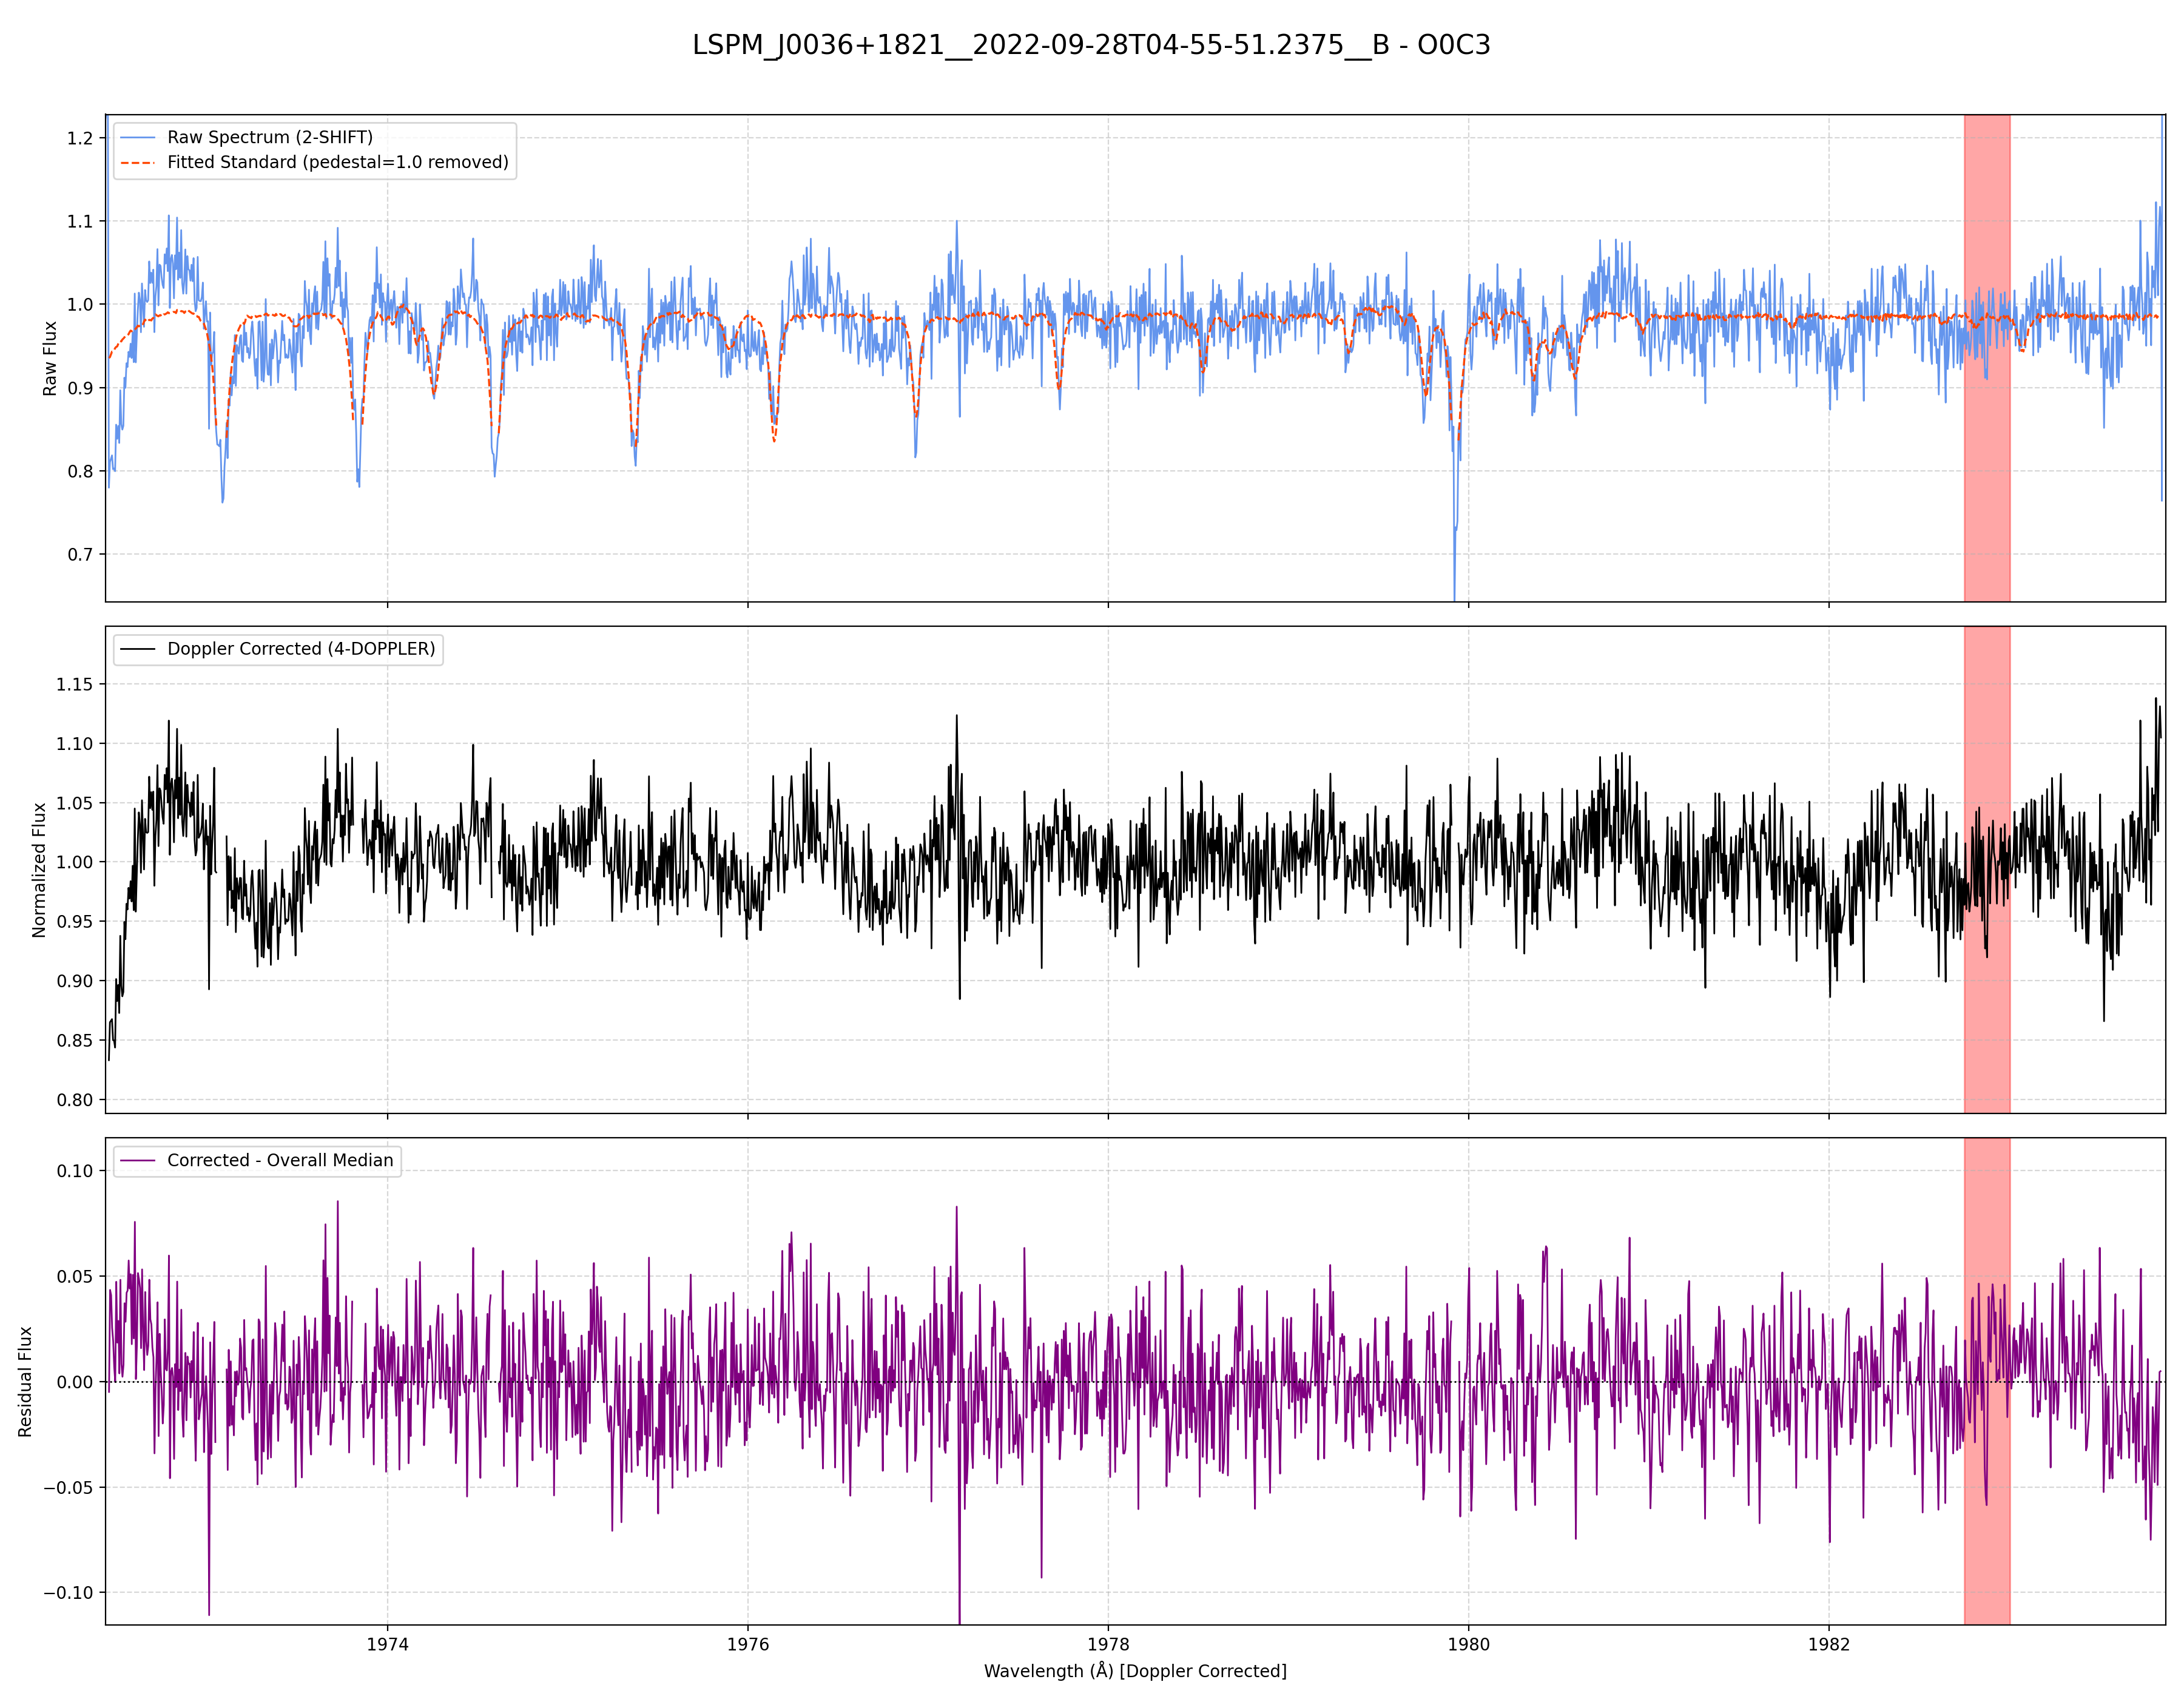 LSPM_J0036+1821__2022-09-28T04-55-51.2375__B - O0C3
Raw Spectrum (2-SHIFT)
Fitted Standard (pedestal=1.0 removed)
Raw Flux
1.2
1.1
1.0
0.9
0.8
0.7
Doppler Corrected (4-DOPPLER)
Normalized Flux
1.15
1.10
1.05
1.00
0.95
0.90
0.85
0.80
Corrected - Overall Median
Residual Flux
0.10
0.05
0.00
−0.05
−0.10
1974 1976 1978 1980 1982
Wavelength (Å) [Doppler Corrected]